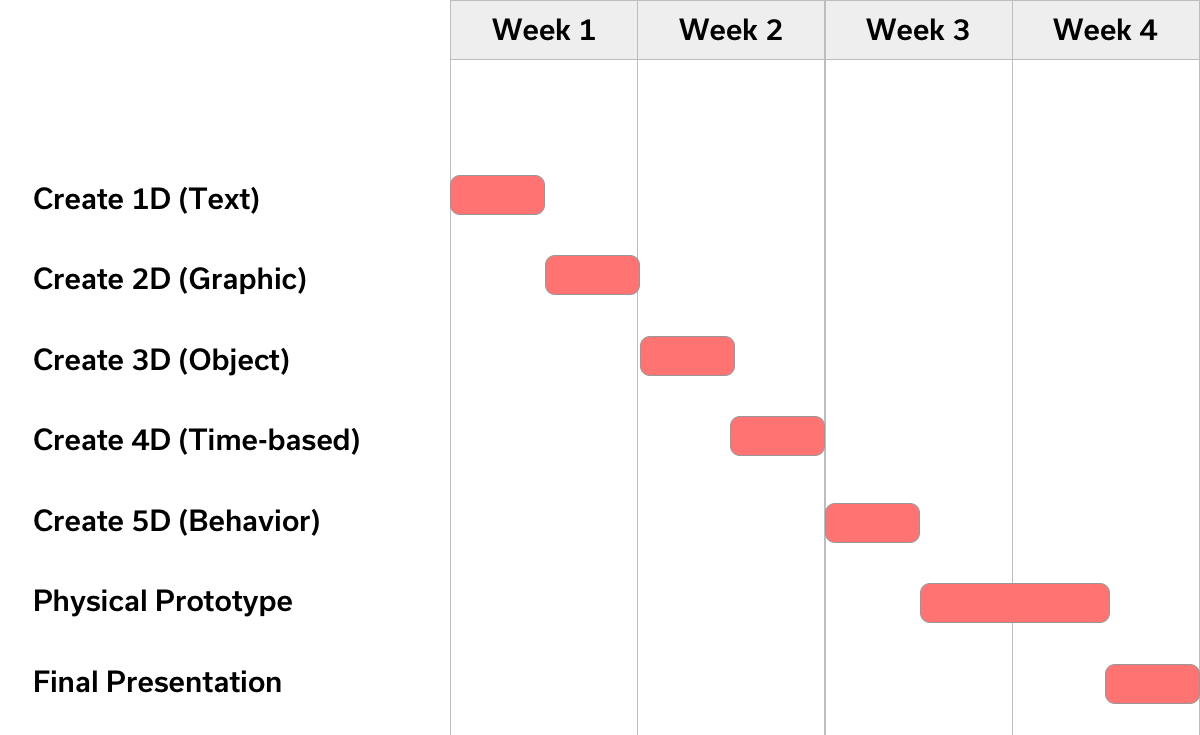 Week 1 Week 2 Week 3 Week 4
Create 1D (Text)
Create 2D (Graphic)
Create 3D (Object)
Create 4D (Time-based)
Create 5D (Behavior)
Physical Prototype
Final Presentation